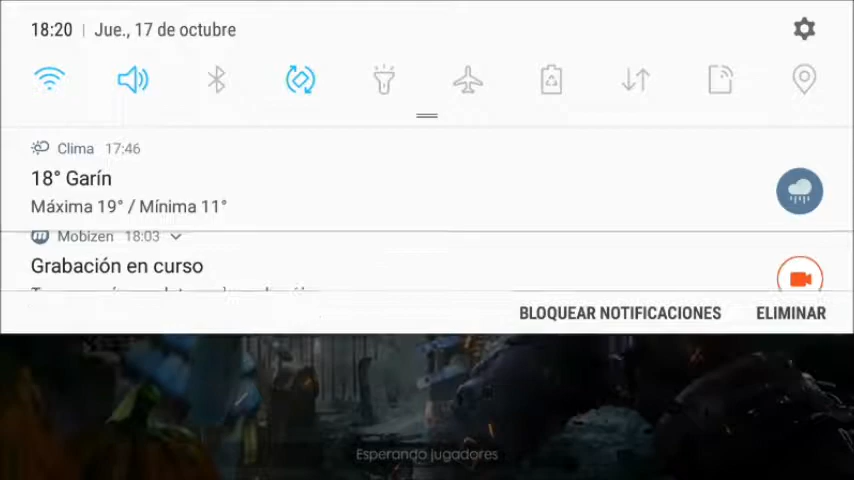 18:20 | Jue., 17 de octubre
Clima 17:46
18° Garín
Máxima 19° / Mínima 11°
Mobizen 18:03
Grabación en curso
BLOQUEAR NOTIFICACIONES ELIMINAR
Esperando jugadores